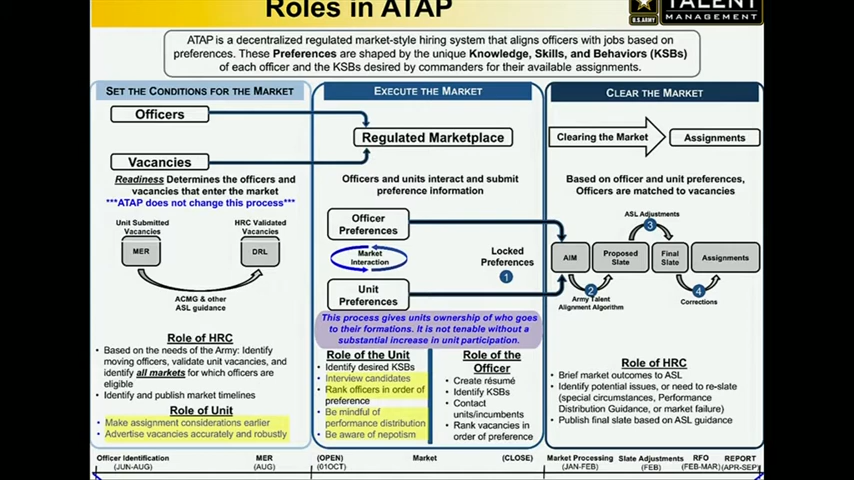 Roles in ATAP
TALENT
MANAGEMENT
U.S.ARMY
ATAP is a decentralized regulated market-style hiring system that aligns officers with jobs based on
preferences. These Preferences are shaped by the unique Knowledge, Skills, and Behaviors (KSBs)
of each officer and the KSBs desired by commanders for their available assignments.
SET THE CONDITIONS FOR THE MARKET
Officers
Vacancies
Readiness Determines the officers and
vacancies that enter the market
***ATAP does not change this process***
Unit Submitted
Vacancies
HRC Validated
Vacancies
MER
DRL
ACMG & other
ASL guidance
Role of HRC
• Based on the needs of the Army: Identify
moving officers, validate unit vacancies, and
identify all markets for which officers are
eligible
• Identify and publish market timelines
Role of Unit
• Make assignment considerations earlier
• Advertise vacancies accurately and robustly
EXECUTE THE MARKET
Regulated Marketplace
Officers and units interact and submit
preference information
Officer
Preferences
Market
Interaction
Unit
Preferences
Locked
Preferences
1
This process gives units ownership of who goes
to their formations. It is not tenable without a
substantial increase in unit participation.
Role of the Unit
• Identify desired KSBs
• Interview candidates
• Rank officers in order of
preference
• Be mindful of
performance distribution
• Be aware of nepotism
Role of the
Officer
• Create résumé
• Identify KSBs
• Contact
units/incumbents
• Rank vacancies in
order of preference
CLEAR THE MARKET
Clearing the Market
Assignments
Based on officer and unit preferences,
Officers are matched to vacancies
ASL Adjustments
3
AIM
Proposed
Slate
Final
Slate
Assignments
2
4
Army Talent
Alignment Algorithm
Corrections
Role of HRC
• Brief market outcomes to ASL
• Identify potential issues, or need to re-slate
(special circumstances, Performance
Distribution Guidance, or market failure)
• Publish final slate based on ASL guidance
Officer Identification
(JUN-AUG)
MER
(AUG)
(OPEN)
(01OCT)
Market
(CLOSE)
Market Processing
(JAN-FEB)
Slate Adjustments
(FEB)
RFO
(FEB-MAR)
REPORT
(APR-SEP)